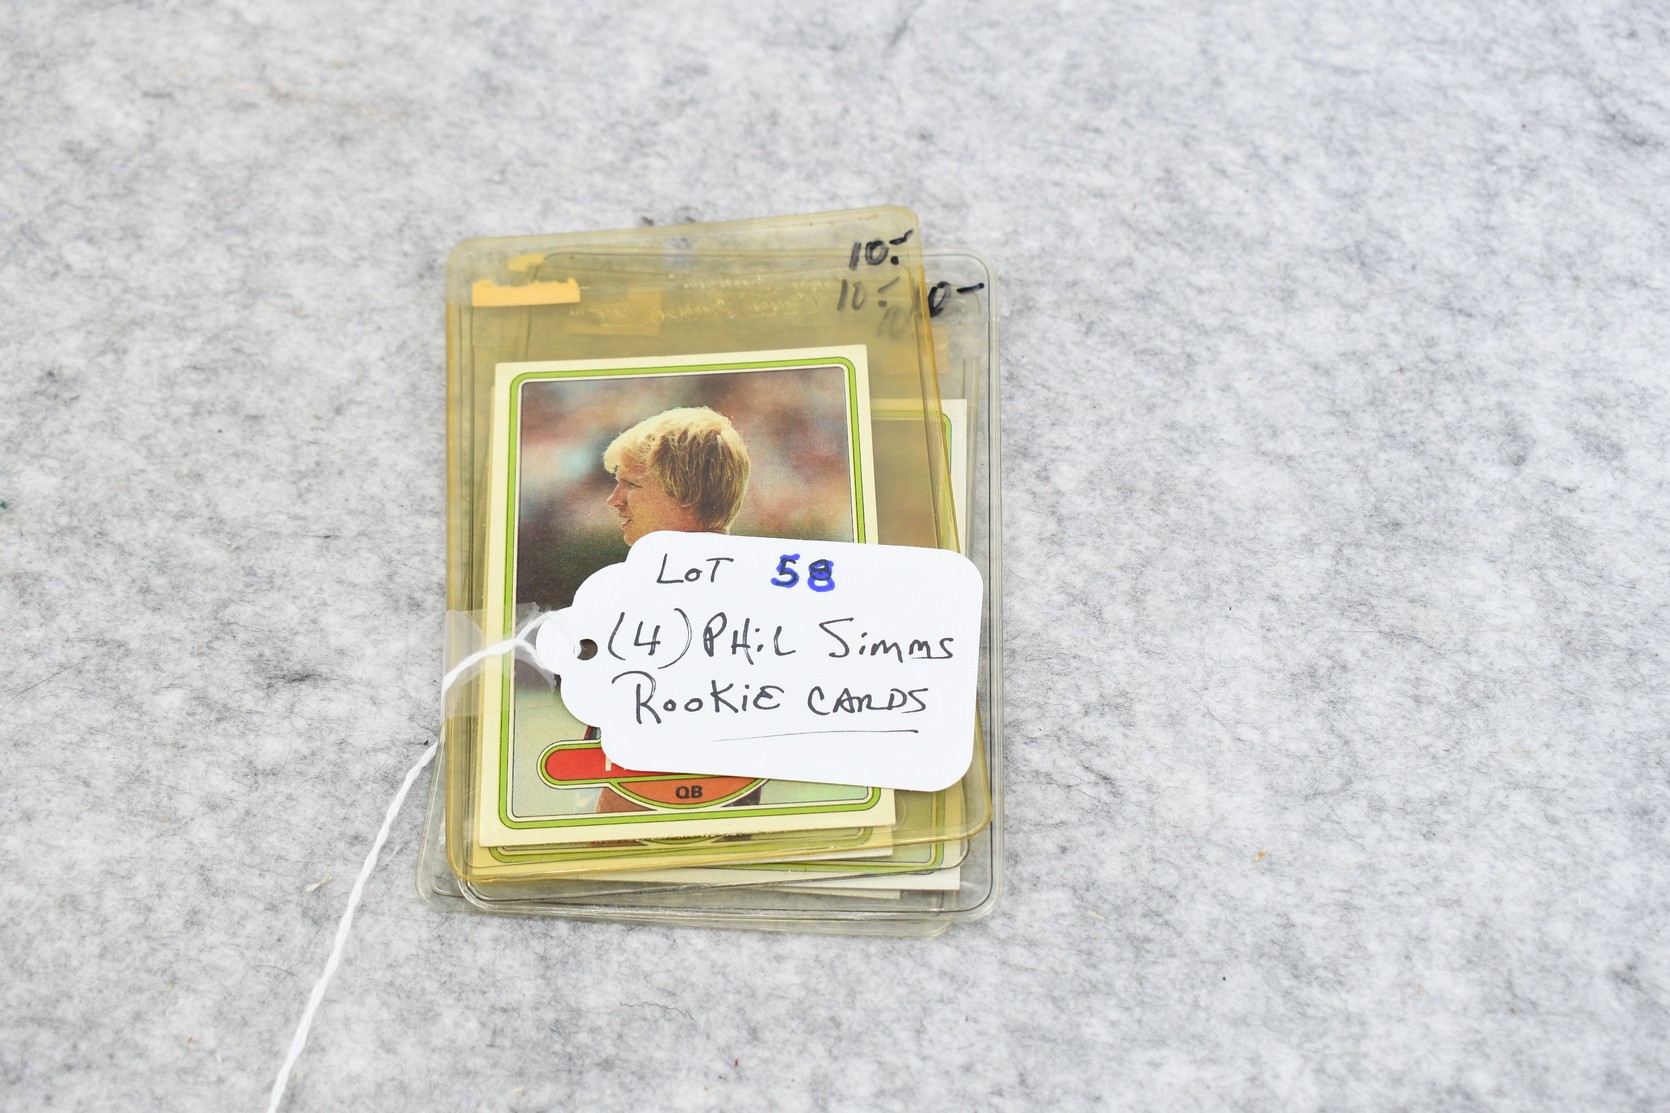 10.-
10.-
LOT 58
(4) PHiL Simms
ROOKiE CARDS
QB